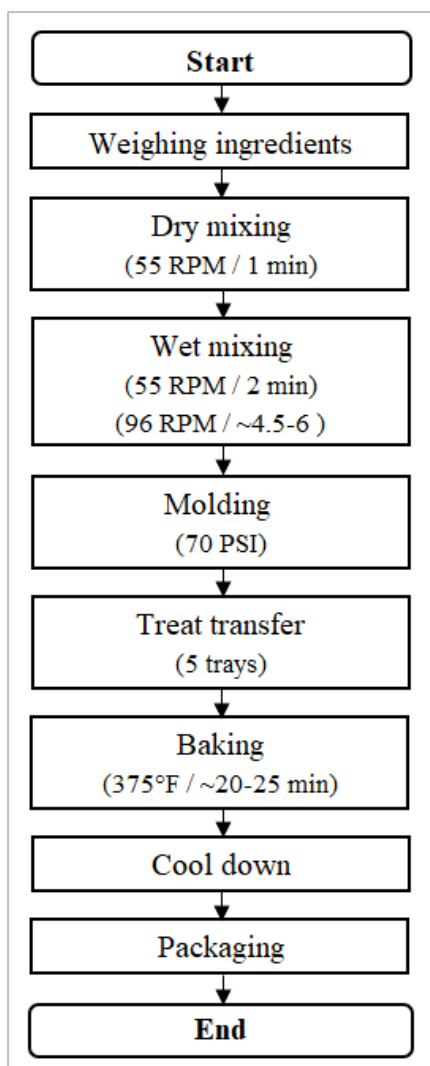 Start
Weighing ingredients
Dry mixing
(55 RPM / 1 min)
Wet mixing
(55 RPM / 2 min)
(96 RPM / ~4.5-6 )
Molding
(70 PSI)
Treat transfer
(5 trays)
Baking
(375°F / ~20-25 min)
Cool down
Packaging
End